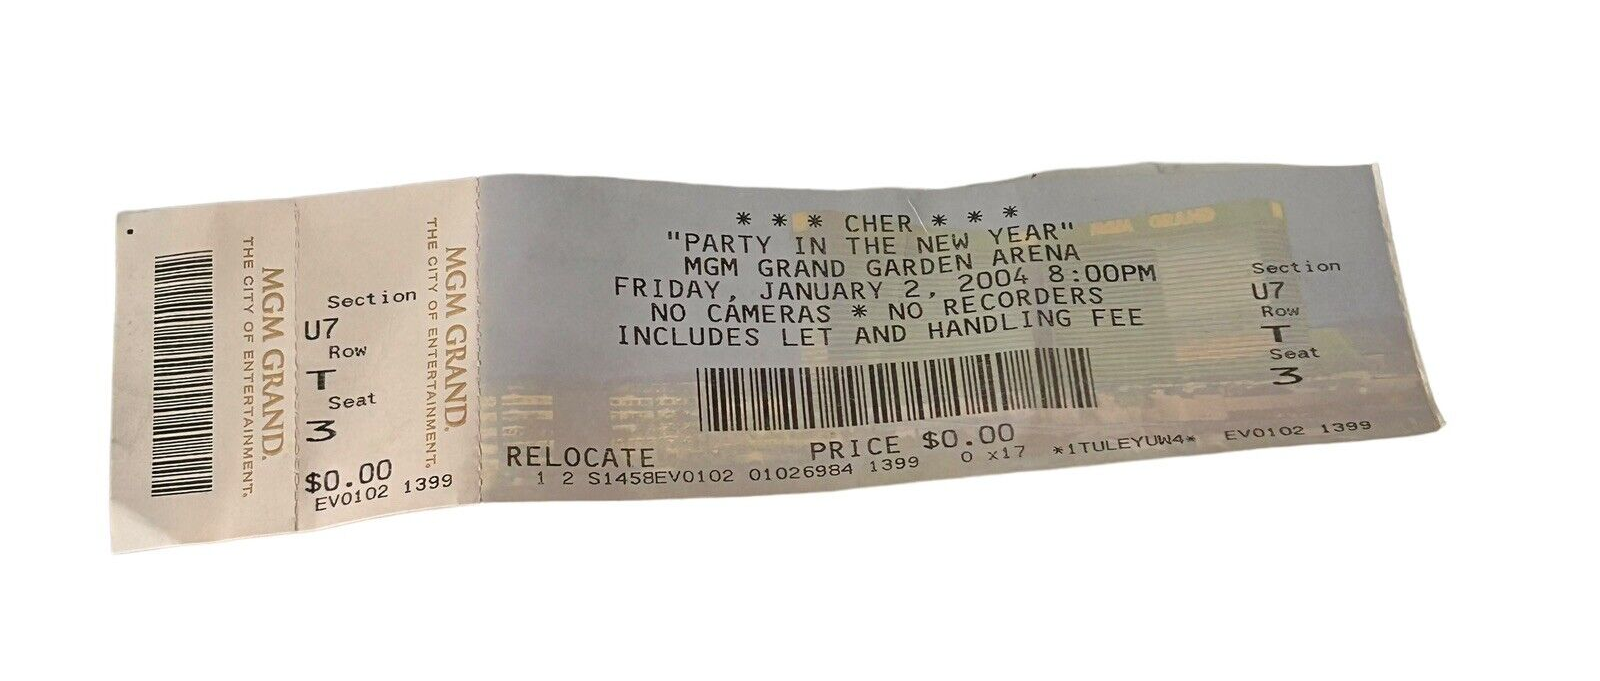 MGM GRAND.
THE CITY OF ENTERTAINMENT.
Section
U7
Row
T
Seat
3
$0.00
EV0102 1399
MGM GRAND.
THE CITY OF ENTERTAINMENT.
* * * CHER * * *
"PARTY IN THE NEW YEAR"
MGM GRAND GARDEN ARENA
FRIDAY, JANUARY 2, 2004 8:00PM
NO CAMERAS * NO RECORDERS
INCLUDES LET AND HANDLING FEE
RELOCATE PRICE $0.00
1 2 S1458EV0102 01026984 1399 0 x17 *1TULEYUW4* EV0102 1399
MGM GRAND
Section
U7
Row
T
Seat
3